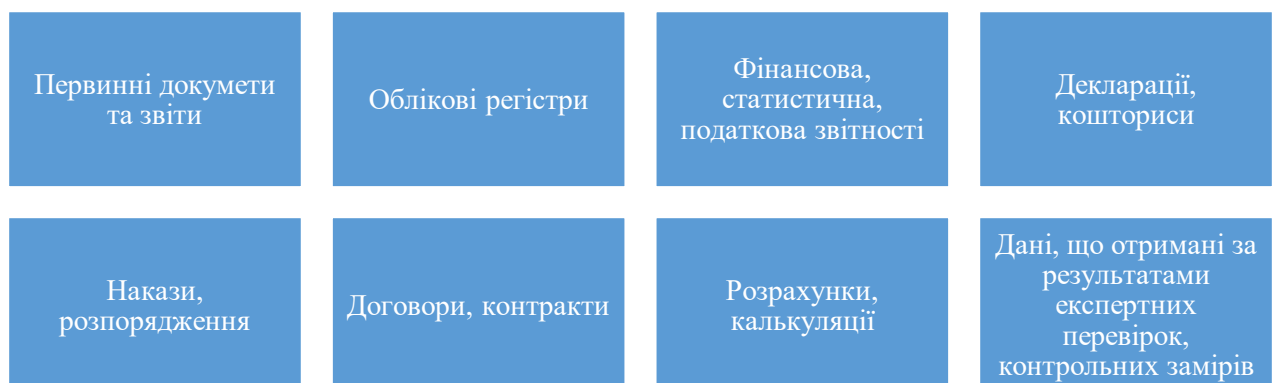 Первинні докумети
та звіти
Облікові регістри
Фінансова,
статистична,
податкова звітності
Декларації,
кошториси
Накази,
розпорядження
Договори, контракти
Розрахунки,
калькуляції
Дані, що отримані за
результатами
експертних
перевірок,
контрольних замірів